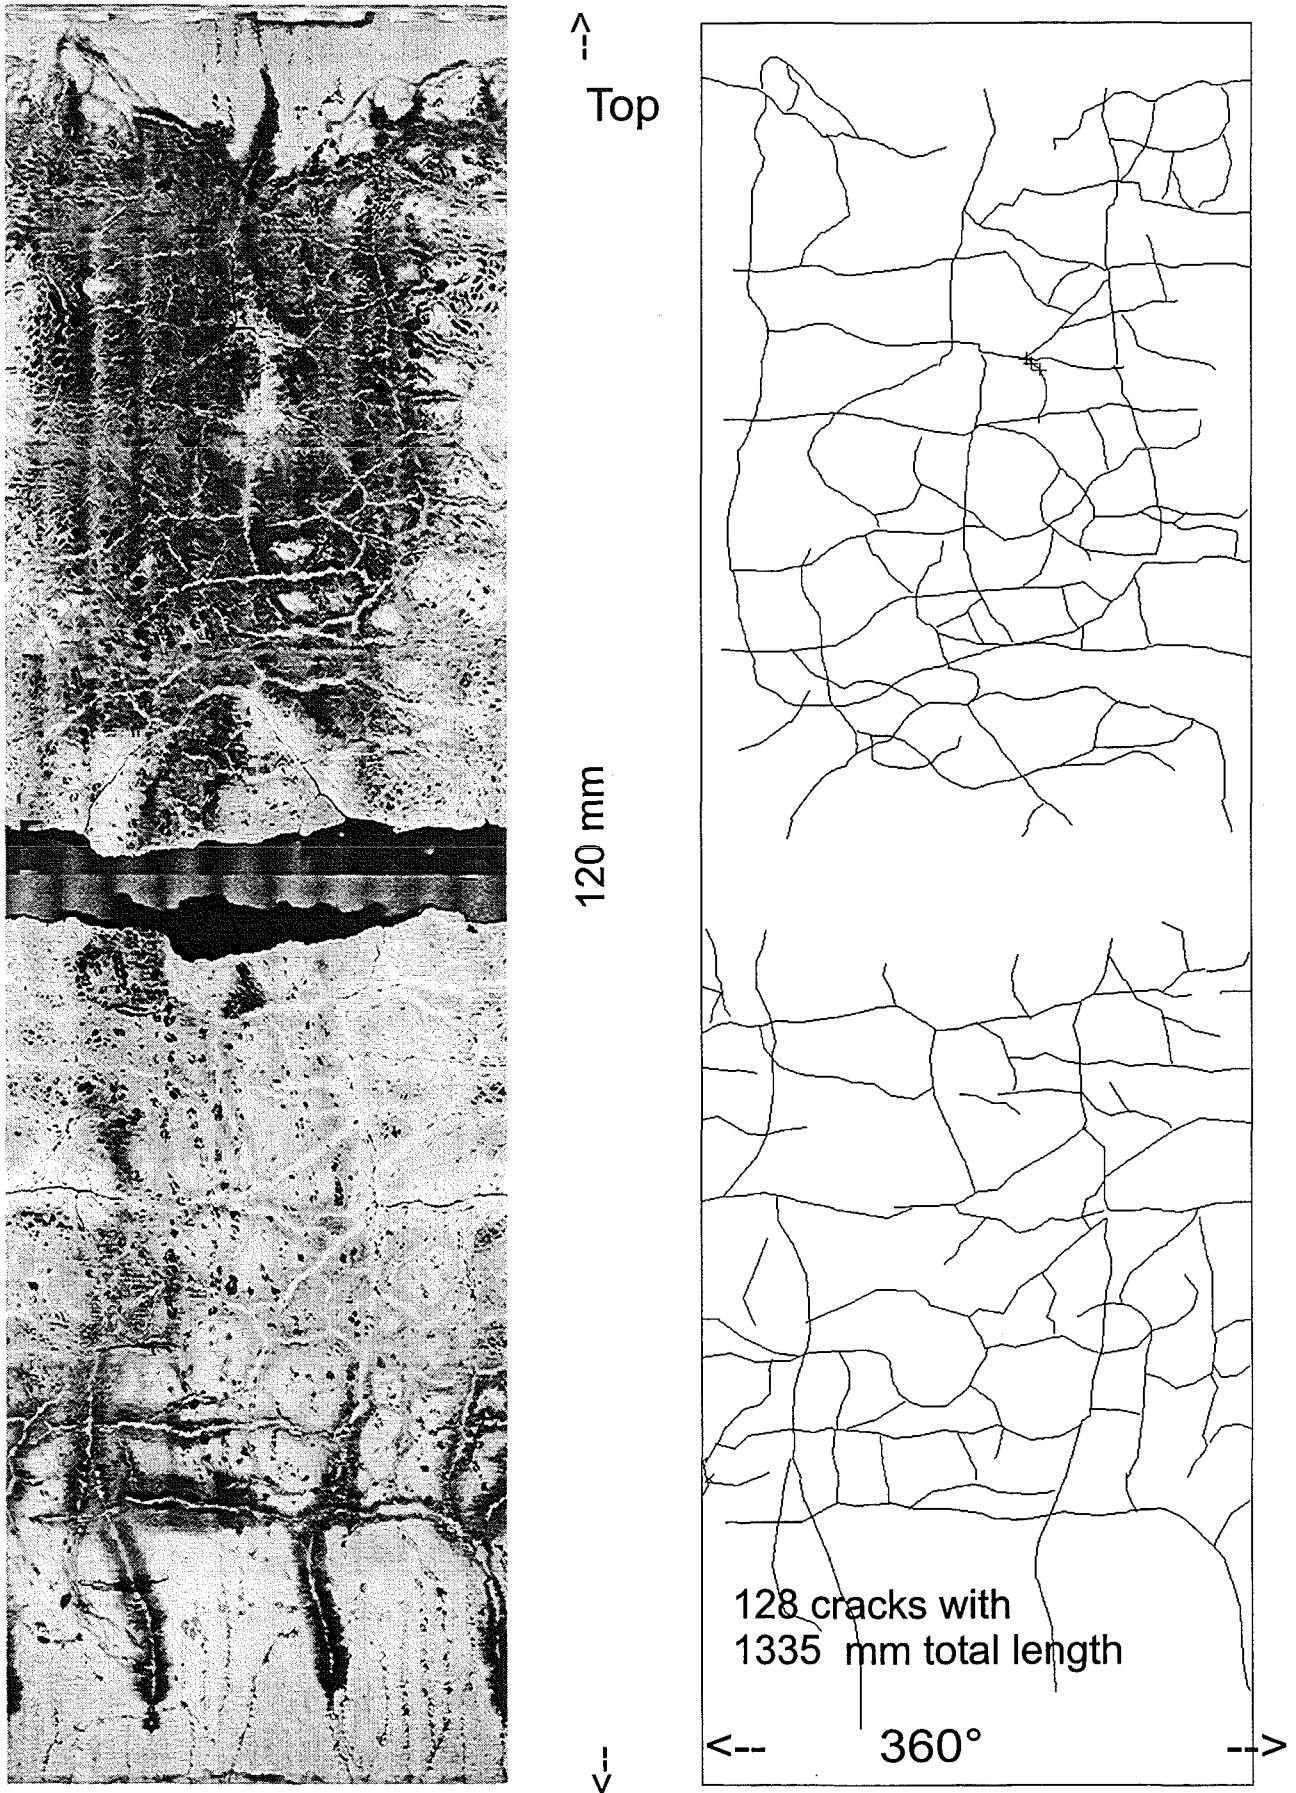 <--
Top
120 mm
<--
128 cracks with
1335 mm total length
<-- 360° -->